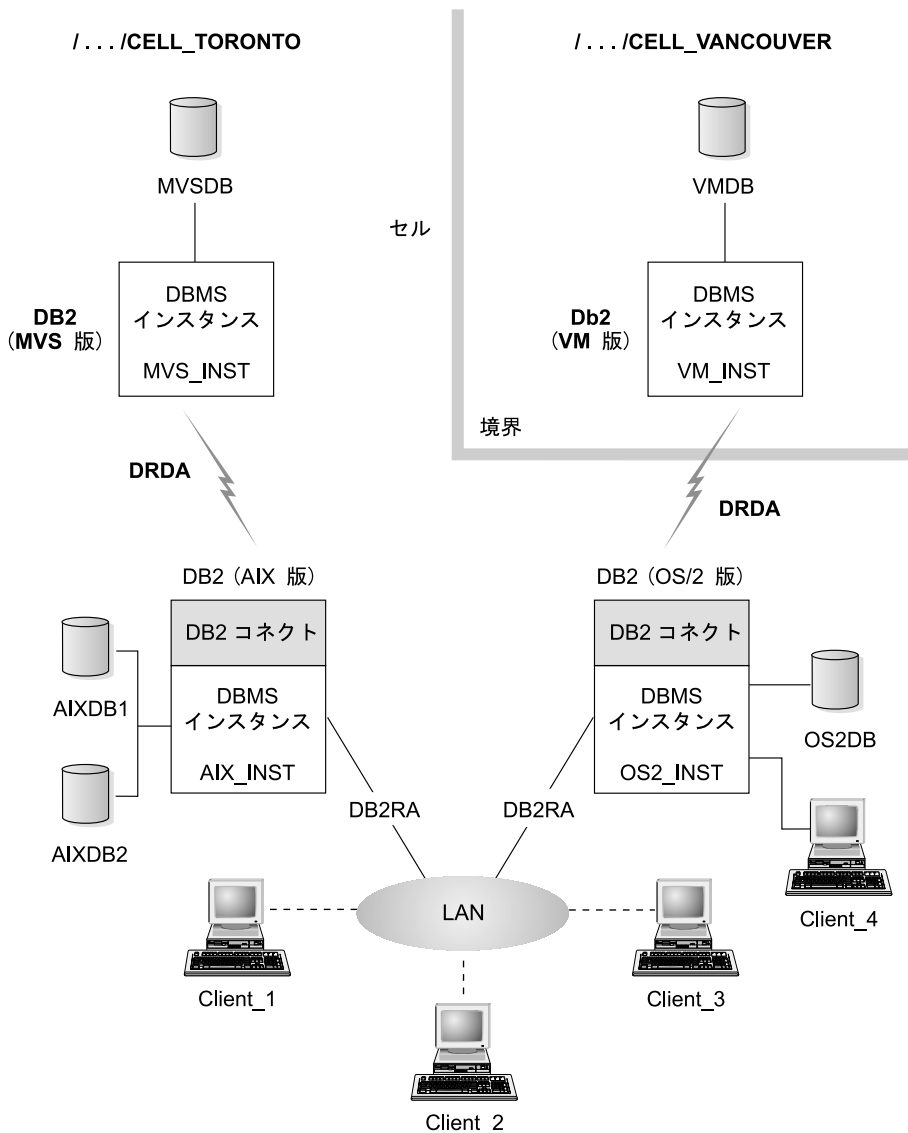 / . . . /CELL_TORONTO
/ . . . /CELL_VANCOUVER
MVSDB
VMDB
セル
DB2
(MVS 版)
DBMS
インスタンス
MVS_INST
Db2
(VM 版)
DBMS
インスタンス
VM_INST
境界
DRDA
DRDA
DB2 (AIX 版)
DB2 (OS/2 版)
DB2 コネクト
DB2 コネクト
AIXDB1
DBMS
インスタンス
AIX_INST
DBMS
インスタンス
OS2_INST
OS2DB
AIXDB2
DB2RA
DB2RA
LAN
Client_4
Client_1
Client_3
Client_2